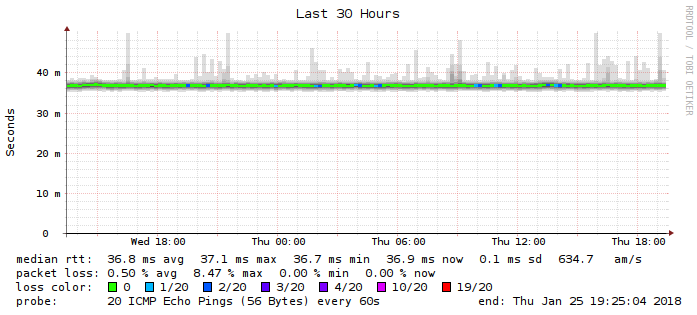 Last 30 Hours
RRDTOOL / TOBI OETIKER
Seconds
40 m
30 m
20 m
10 m
0
Wed 18:00 Thu 00:00 Thu 06:00 Thu 12:00 Thu 18:00
median rtt: 36.8 ms avg 37.1 ms max 36.7 ms min 36.9 ms now 0.1 ms sd 634.7 am/s
packet loss: 0.50 % avg 8.47 % max 0.00 % min 0.00 % now
loss color: 0 1/20 2/20 3/20 4/20 10/20 19/20
probe: 20 ICMP Echo Pings (56 Bytes) every 60s end: Thu Jan 25 19:25:04 2018